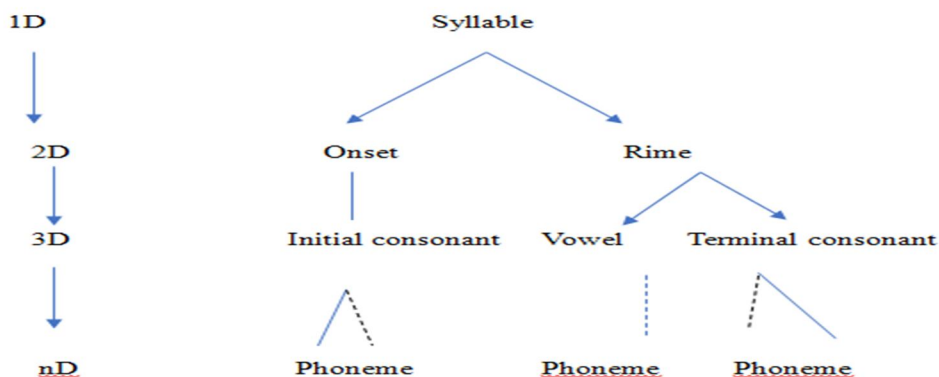 1D Syllable
2D Onset Rime
3D Initial consonant Vowel Terminal consonant
nD Phoneme Phoneme Phoneme